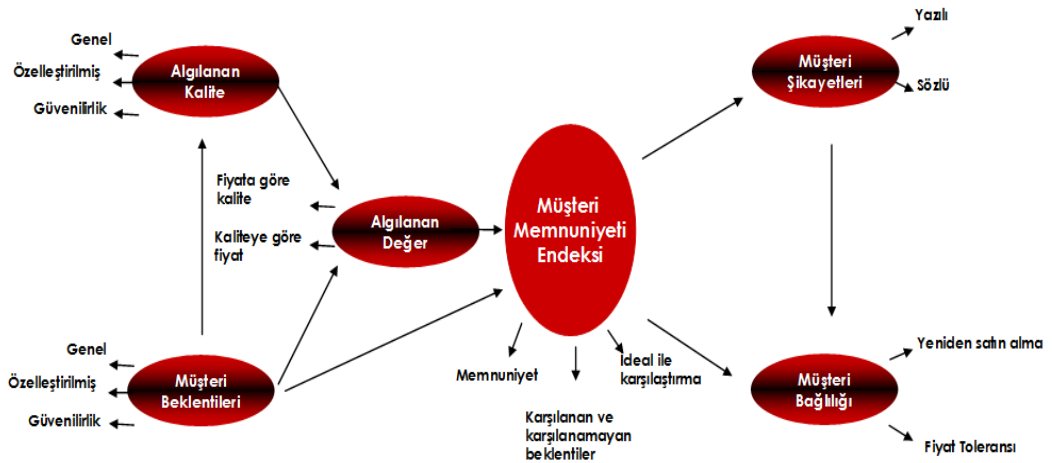 Genel
Özelleştirilmiş
Güvenilirlik
Algılanan
Kalite
Müşteri
Şikayetleri
Yazılı
Sözlü
Fiyata göre
kalite
Kaliteye göre
fiyat
Algılanan
Değer
Müşteri
Memnuniyeti
Endeksi
Genel
Özelleştirilmiş
Güvenilirlik
Müşteri
Beklentileri
Memnuniyet
Karşılanan ve
karşılanamayan
beklentiler
İdeal ile
karşılaştırma
Müşteri
Bağlılığı
Yeniden satın alma
Fiyat Toleransı